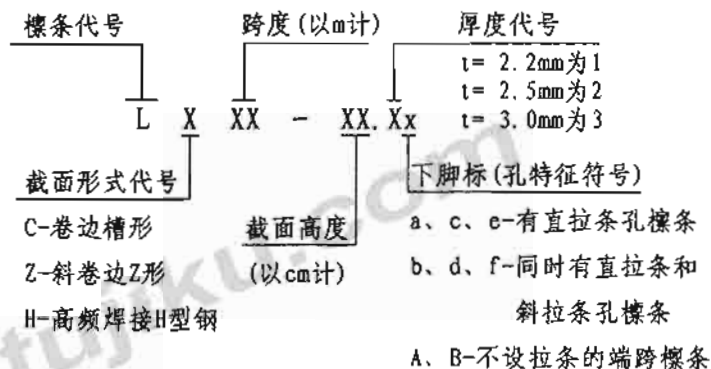 檩条代号
跨度(以m计)
厚度代号
t= 2.2mm为1
t= 2.5mm为2
t= 3.0mm为3
L X XX - XX.Xx
截面形式代号
C-卷边槽形
Z-斜卷边Z形
H-高频焊接H型钢
截面高度
(以cm计)
下脚标(孔特征符号)
a、c、e-有直拉条孔檩条
b、d、f-同时有直拉条和
斜拉条孔檩条
A、B-不设拉条的端跨檩条
tujiku.com